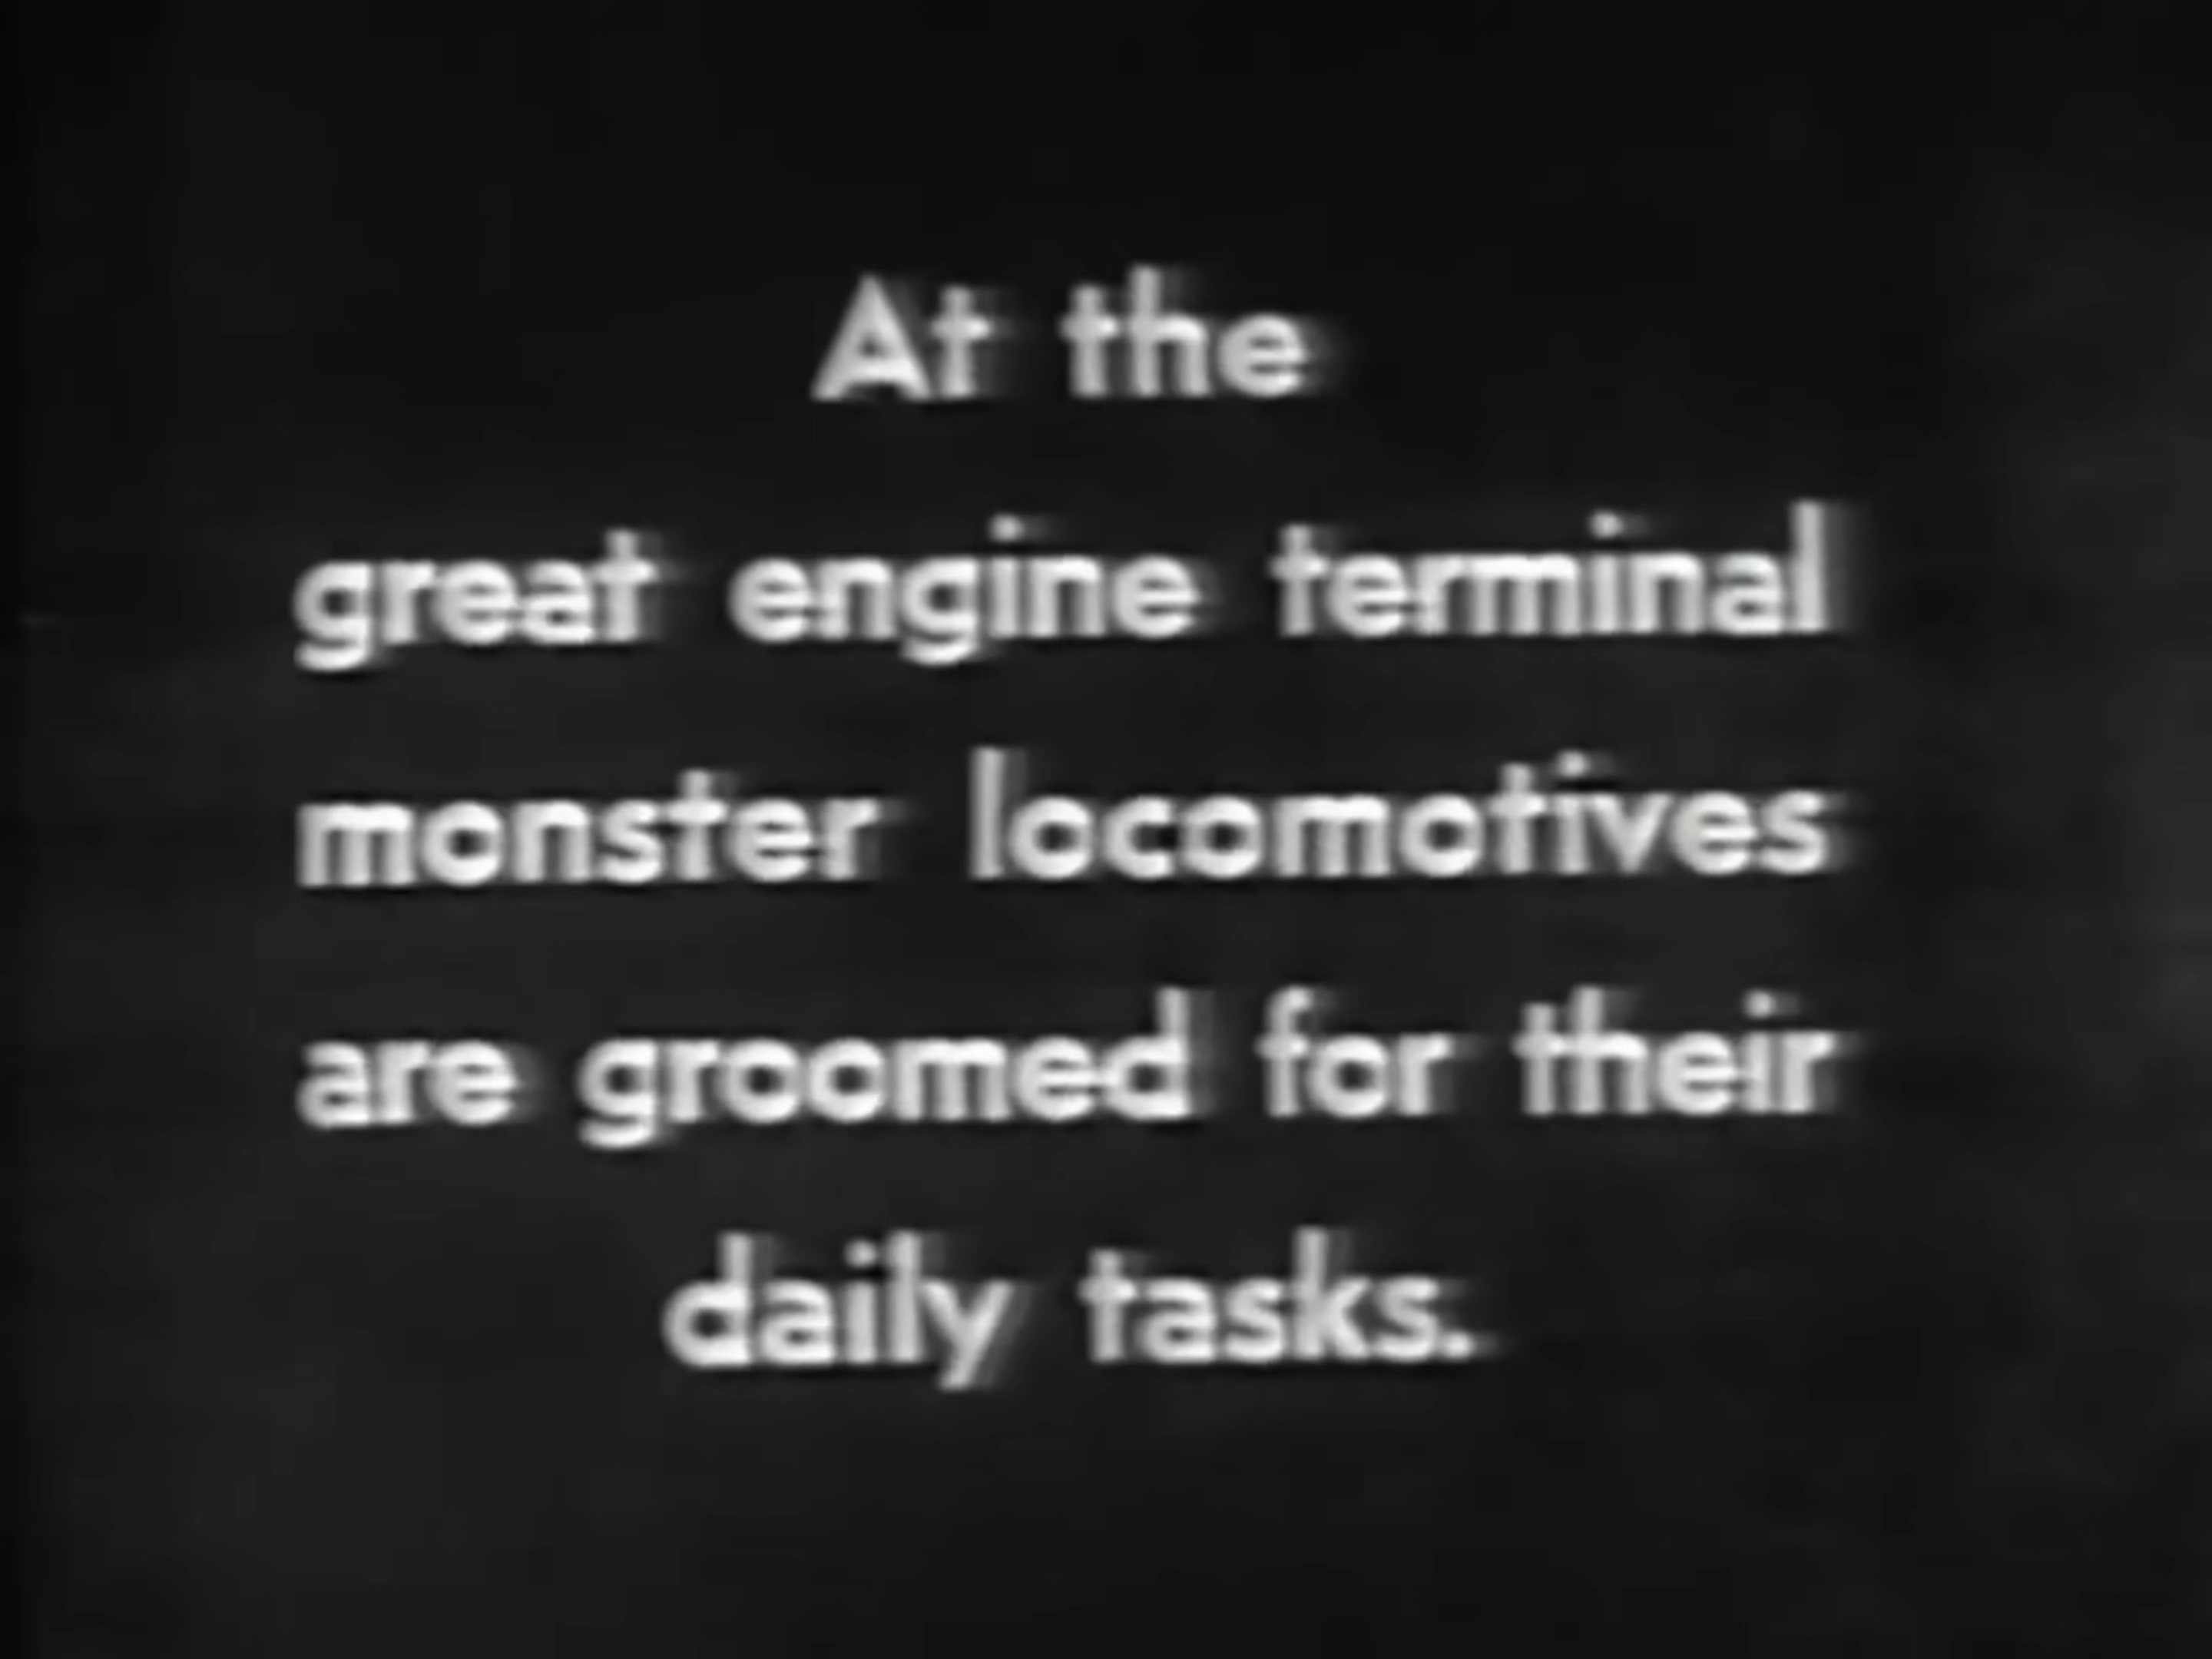 At the
great engine terminal
monster locomotives
are groomed for their
daily tasks.